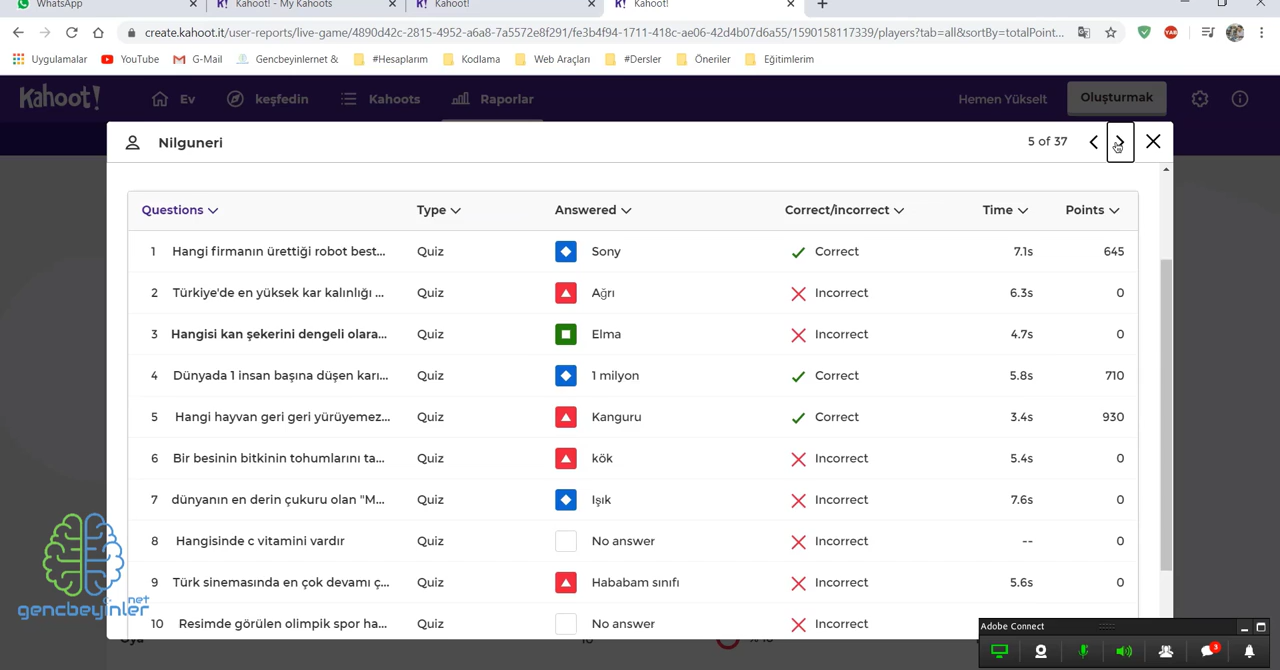 WhatsApp
Kahoot! - My Kahoots
Kahoot!
Kahoot!
create.kahoot.it/user-reports/live-game/4890d42c-2815-4952-a6a8-7a5572e8f291/fe3b4f94-1711-418c-ae06-42d4b07d6a55/1590158117339/players?tab=all&sortBy=totalPoint...
Uygulamalar
YouTube
G-Mail
Gencbeyinlernet &
#Hesaplarım
Kodlama
Web Araçları
#Dersler
Öneriler
Eğitimlerim
Kahoot!
Ev
keşfedin
Kahoots
Raporlar
Hemen Yükselt
Oluşturmak
Nilguneri
5 of 37
Questions Type Answered Correct/incorrect Time Points
1 Hangi firmanın ürettiği robot best... Quiz Sony Correct 7.1s 645
2 Türkiye'de en yüksek kar kalınlığı ... Quiz Ağrı Incorrect 6.3s 0
3 Hangisi kan şekerini dengeli olara... Quiz Elma Incorrect 4.7s 0
4 Dünyada 1 insan başına düşen karı... Quiz 1 milyon Correct 5.8s 710
5 Hangi hayvan geri geri yürüyemez... Quiz Kanguru Correct 3.4s 930
6 Bir besinin bitkinin tohumlarını ta... Quiz kök Incorrect 5.4s 0
7 dünyanın en derin çukuru olan "M... Quiz Işık Incorrect 7.6s 0
8 Hangisinde c vitamini vardır Quiz No answer Incorrect -- 0
9 Türk sinemasında en çok devamı ç... Quiz Hababam sınıfı Incorrect 5.6s 0
10 Resimde görülen olimpik spor ha... Quiz No answer Incorrect
gencbeyinler.net
Adobe Connect
3